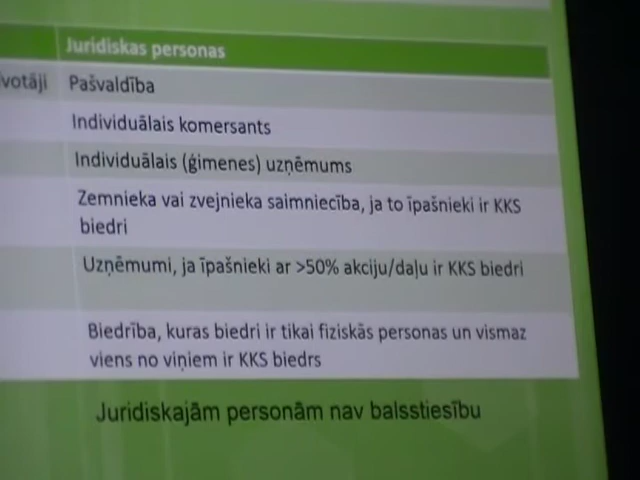 Juridiskas personas
votāji Pašvaldība
Individuālais komersants
Individuālais (ģimenes) uzņēmums
Zemnieka vai zvejnieka saimniecība, ja to īpašnieki ir KKS
biedri
Uzņēmumi, ja īpašnieki ar >50% akciju/daļu ir KKS biedri
Biedrība, kuras biedri ir tikai fiziskās personas un vismaz
viens no viņiem ir KKS biedrs
Juridiskajām personām nav balsstiesību